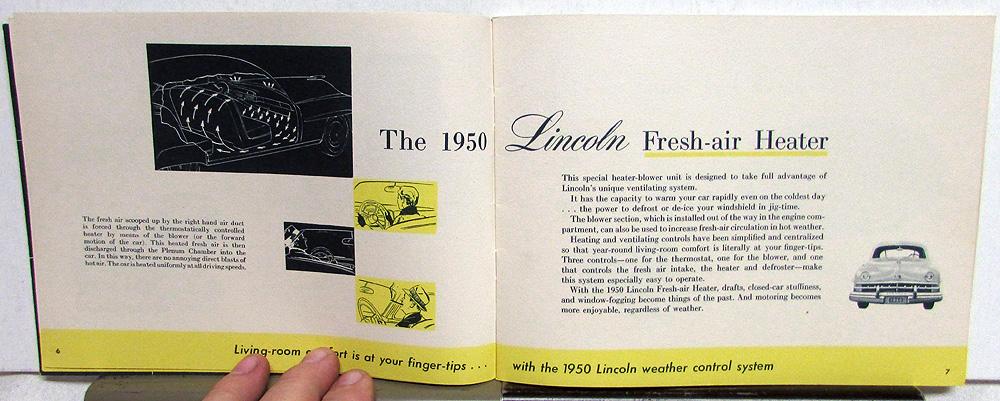 The 1950 Lincoln Fresh-air Heater
The fresh air scooped up by the right hand air duct
is forced through the thermostatically controlled
heater by means of the blower (or the forward
motion of the car). This heated fresh air is then
discharged through the Plenum Chamber into the
car. In this way, there are no annoying direct blasts of
hot air. The car is heated uniformly at all driving speeds.
6
Living-room is at your finger-tips . . .
This special heater-blower unit is designed to take full advantage of
Lincoln's unique ventilating system.
It has the capacity to warm your car rapidly even on the coldest day
. . . the power to defrost or de-ice your windshield in jig-time.
The blower section, which is installed out of the way in the engine com-
partment, can also be used to increase fresh-air circulation in hot weather.
Heating and ventilating controls have been simplified and centralized
so that year-round living-room comfort is literally at your finger-tips.
Three controls—one for the thermostat, one for the blower, and one
that controls the fresh air intake, the heater and defroster—make
this system especially easy to operate.
With the 1950 Lincoln Fresh-air Heater, drafts, closed-car stuffiness,
and window-fogging become things of the past. And motoring becomes
more enjoyable, regardless of weather.
with the 1950 Lincoln weather control system
7